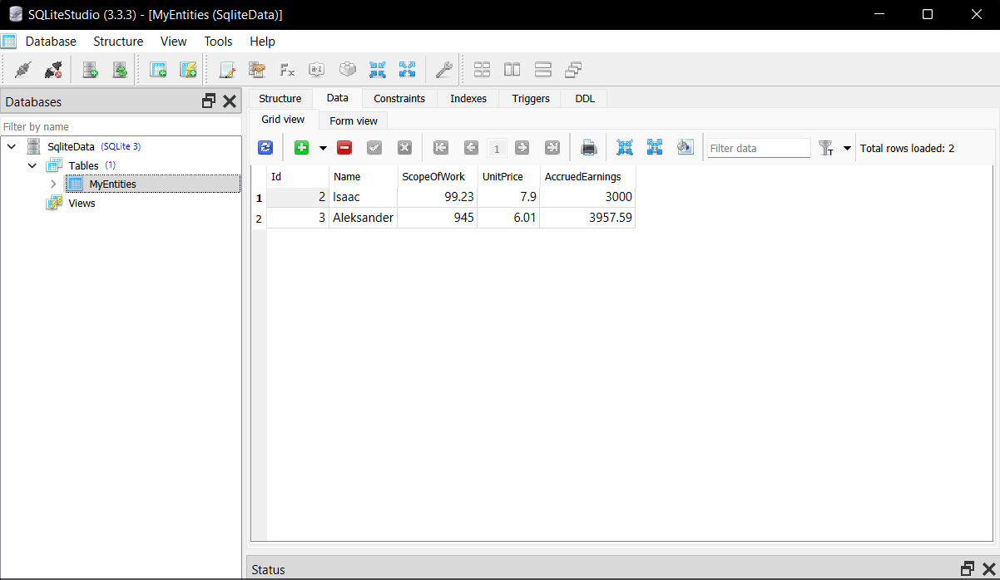 SQLiteStudio (3.3.3) - [MyEntities (SqliteData)]
Database Structure View Tools Help
Databases
Filter by name
SqliteData (SQLite 3)
Tables (1)
MyEntities
Views
Structure Data Constraints Indexes Triggers DDL
Grid view Form view
1 Filter data T Total rows loaded: 2
Id Name ScopeOfWork UnitPrice AccruedEarnings
1 2 Isaac 99.23 7.9 3000
2 3 Aleksander 945 6.01 3957.59
Status